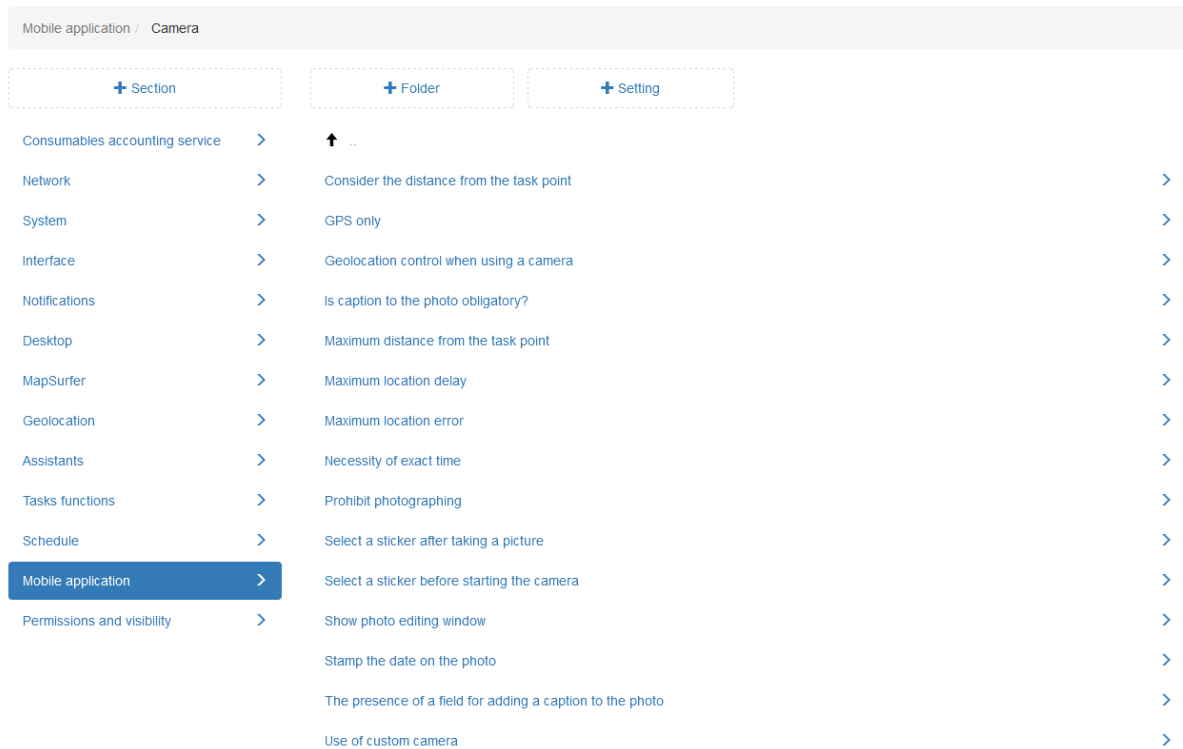 Mobile application / Camera
+ Section
+ Folder
+ Setting
Consumables accounting service
Network
System
Interface
Notifications
Desktop
MapSurfer
Geolocation
Assistants
Tasks functions
Schedule
Mobile application
Permissions and visibility
..
Consider the distance from the task point
GPS only
Geolocation control when using a camera
Is caption to the photo obligatory?
Maximum distance from the task point
Maximum location delay
Maximum location error
Necessity of exact time
Prohibit photographing
Select a sticker after taking a picture
Select a sticker before starting the camera
Show photo editing window
Stamp the date on the photo
The presence of a field for adding a caption to the photo
Use of custom camera